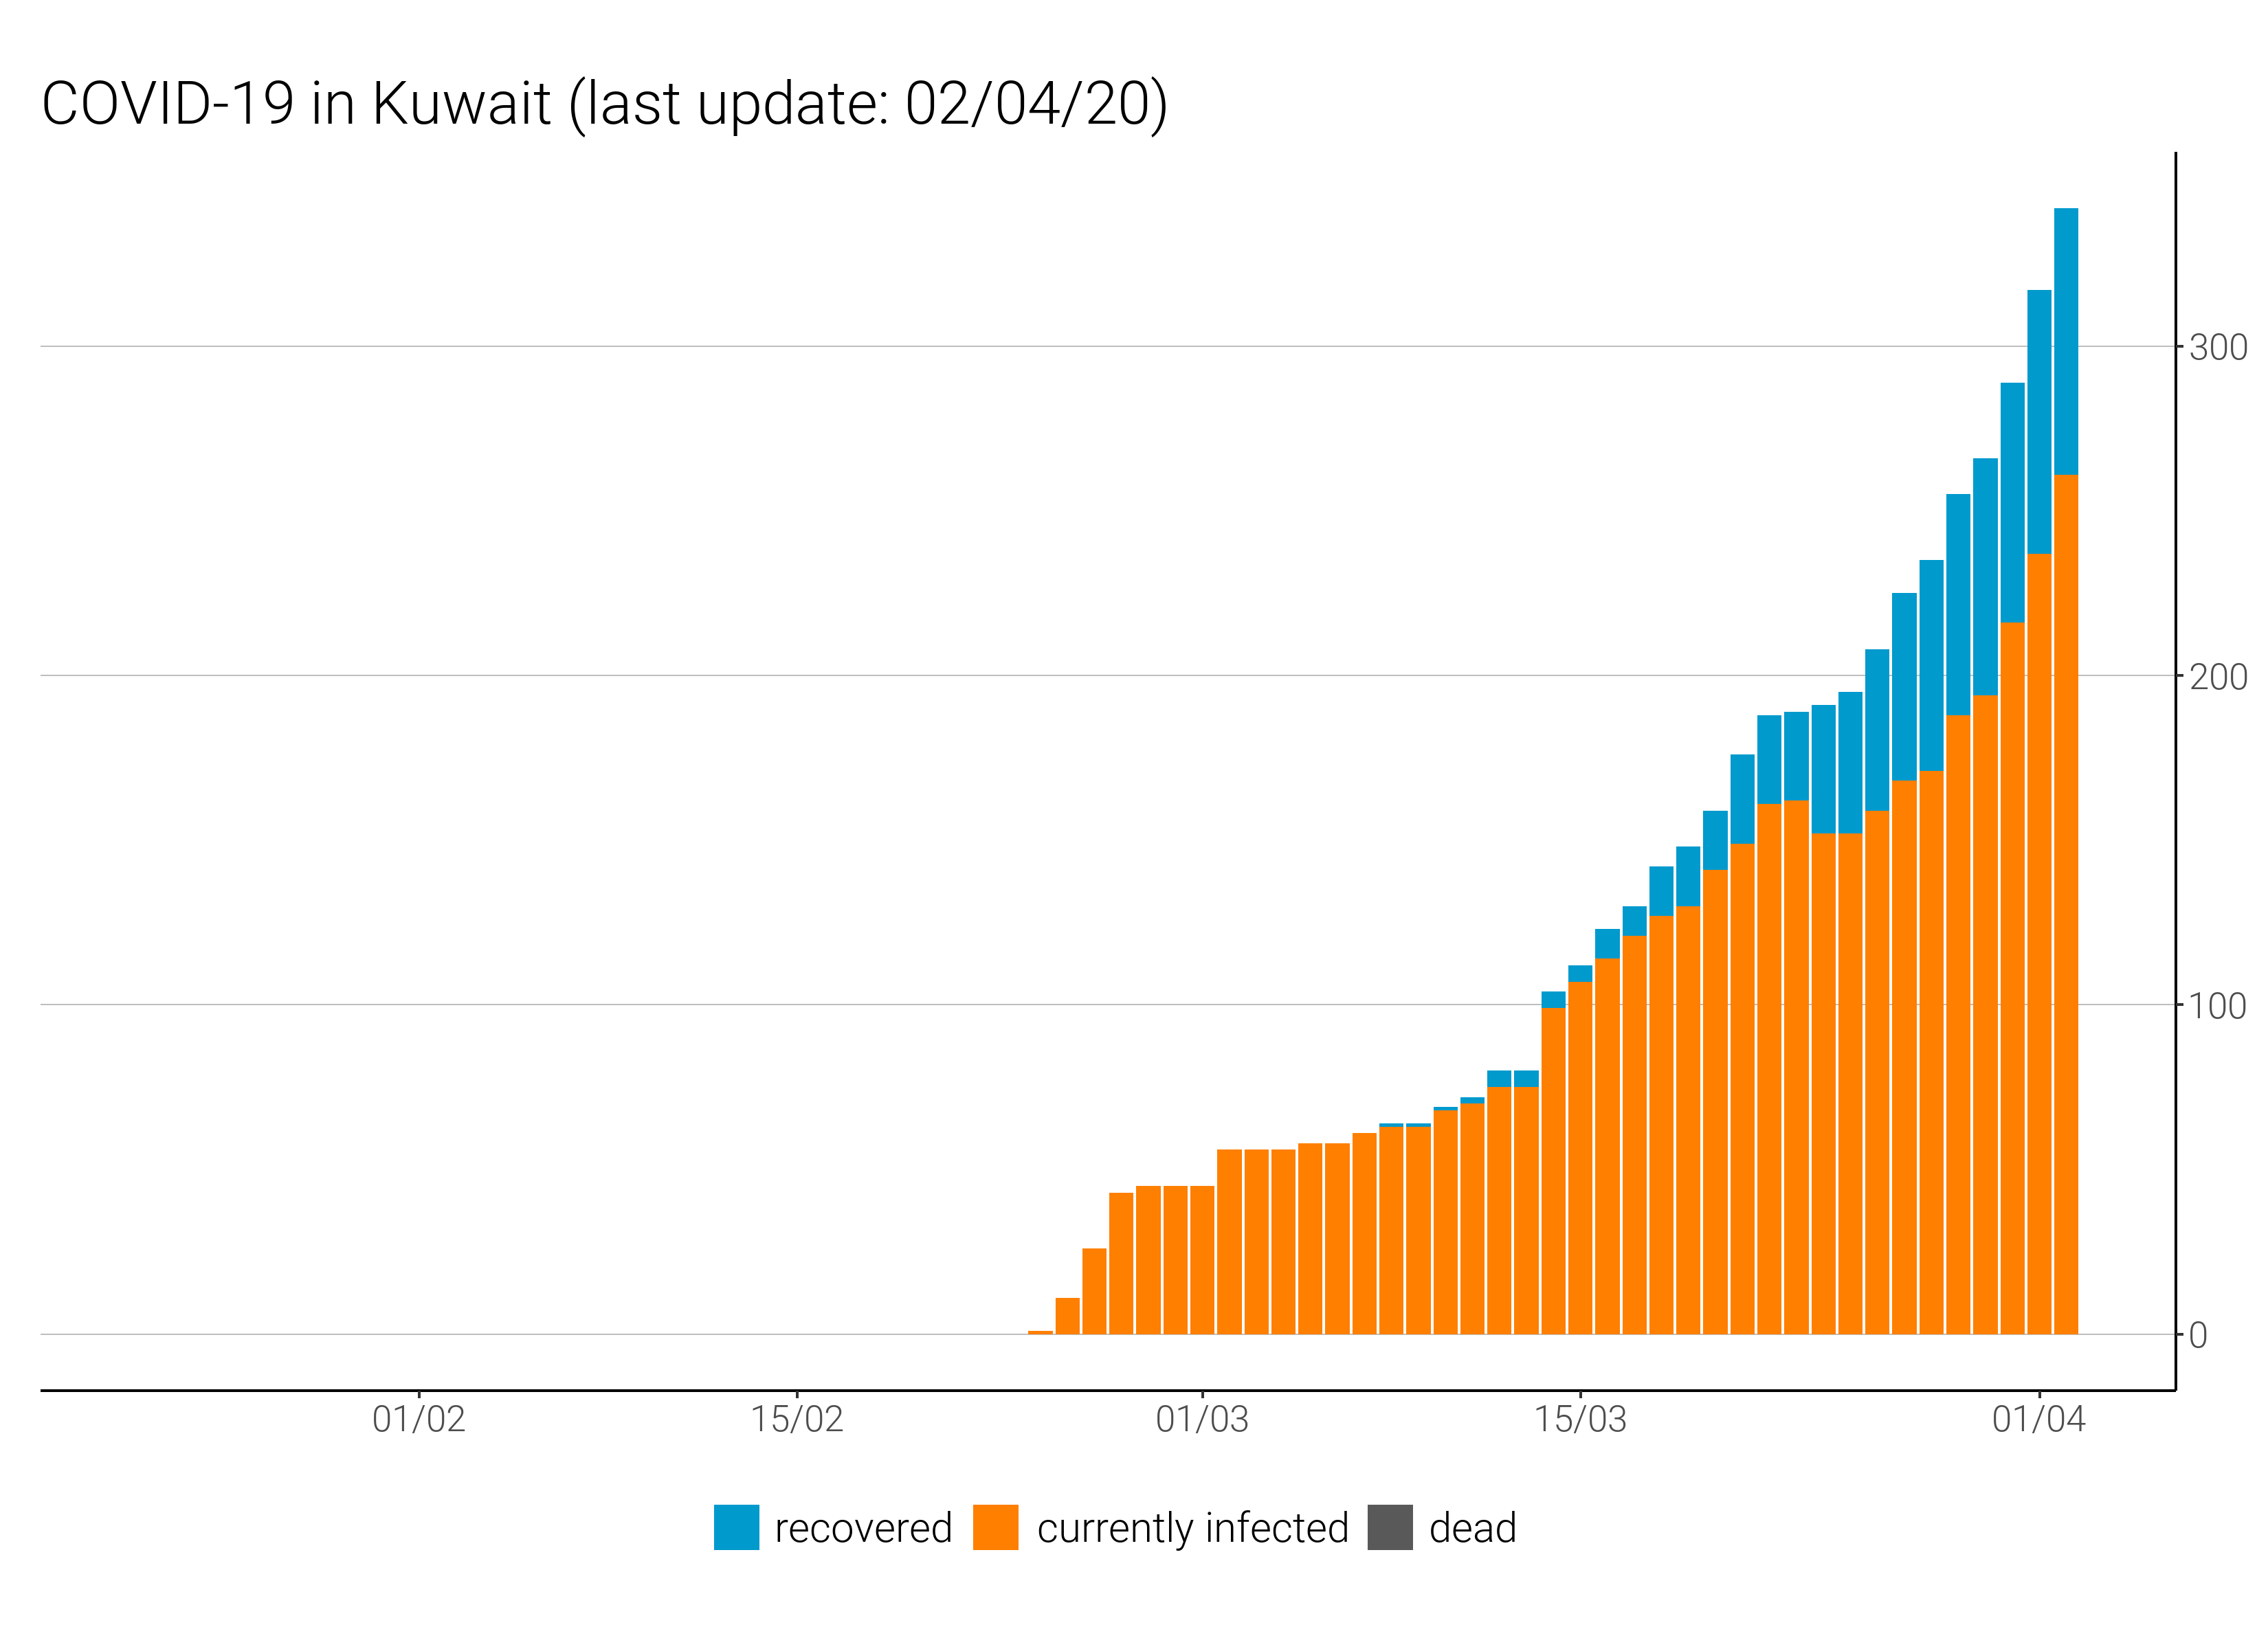 COVID-19 in Kuwait (last update: 02/04/20)
300
200
100
0
01/02 15/02 01/03 15/03 01/04
recovered currently infected dead